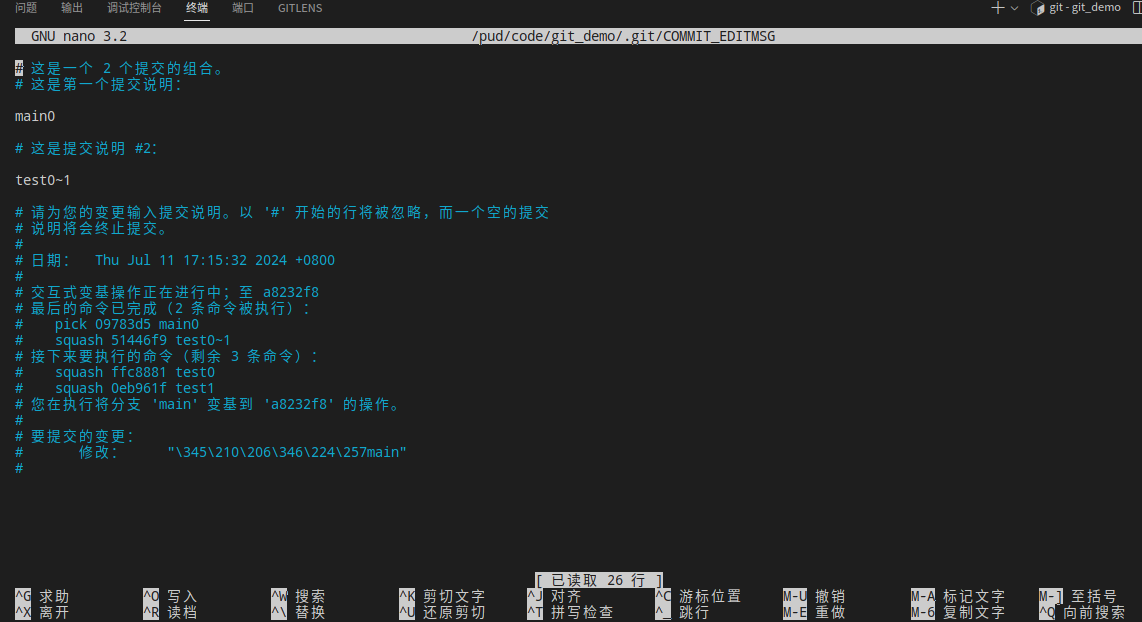 问题 输出 调试控制台 终端 端口 GITLENS git - git_demo
GNU nano 3.2 /pud/code/git_demo/.git/COMMIT_EDITMSG
# 这是一个 2 个提交的组合。
# 这是第一个提交说明：
main0
# 这是提交说明 #2：
test0~1
# 请为您的变更输入提交说明。以 '#' 开始的行将被忽略，而一个空的提交
# 说明将会终止提交。
#
# 日期：  Thu Jul 11 17:15:32 2024 +0800
#
# 交互式变基操作正在进行中；至 a8232f8
# 最后的命令已完成（2 条命令被执行）：
#    pick 09783d5 main0
#    squash 51446f9 test0~1
# 接下来要执行的命令（剩余 3 条命令）：
#    squash ffc8881 test0
#    squash 0eb961f test1
# 您在执行将分支 'main' 变基到 'a8232f8' 的操作。
#
# 要提交的变更：
#       修改：     "\345\210\206\346\224\257main"
#
[ 已读取 26 行 ]
^G 求助 ^O 写入 ^W 搜索 ^K 剪切文字 ^J 对齐 ^C 游标位置 M-U 撤销 M-A 标记文字 M-] 至括号
^X 离开 ^R 读档 ^\ 替换 ^U 还原剪切 ^T 拼写检查 ^_ 跳行 M-E 重做 M-6 复制文字 ^Q 向前搜索